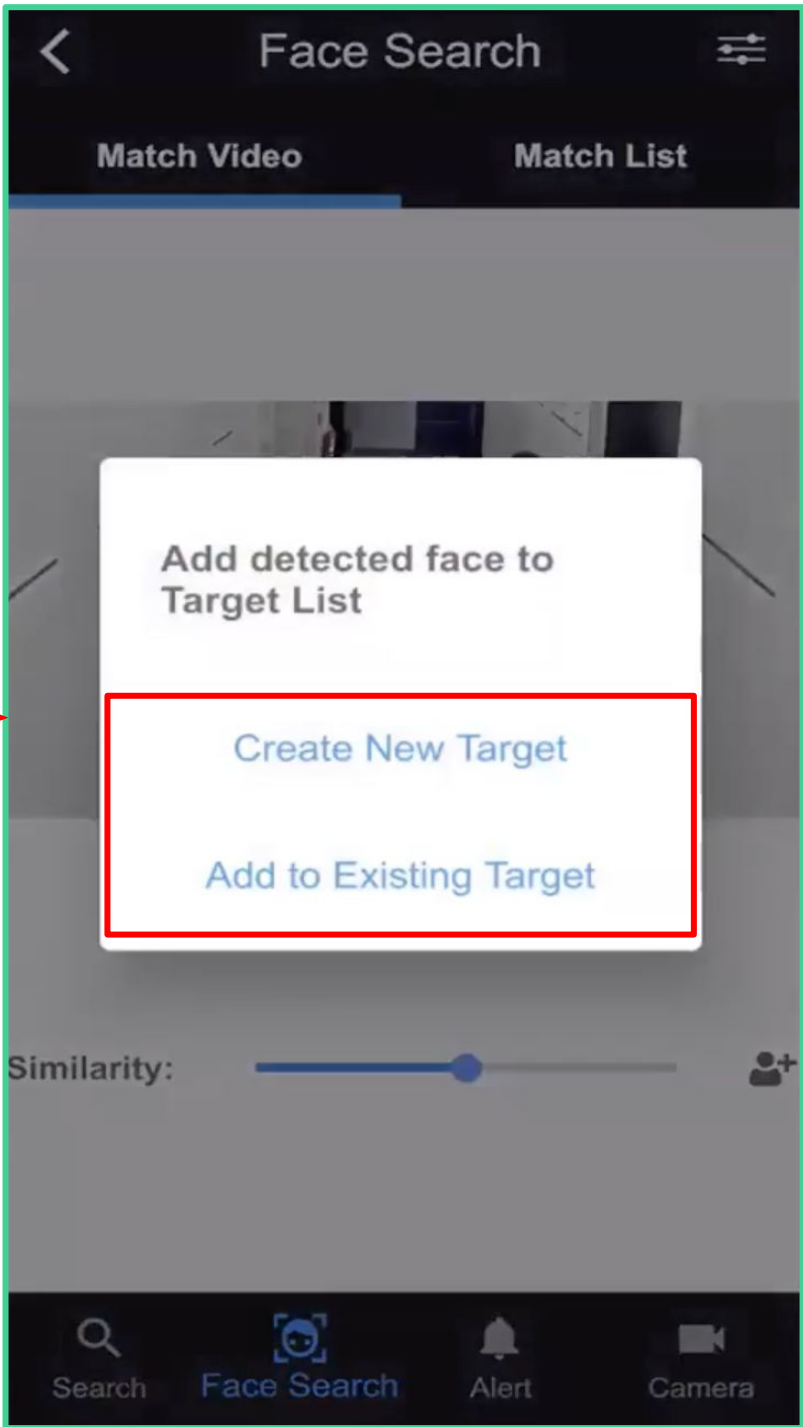 Face Search
Match Video
Match List
Add detected face to
Target List
Create New Target
Add to Existing Target
Similarity:
Search
Face Search
Alert
Camera